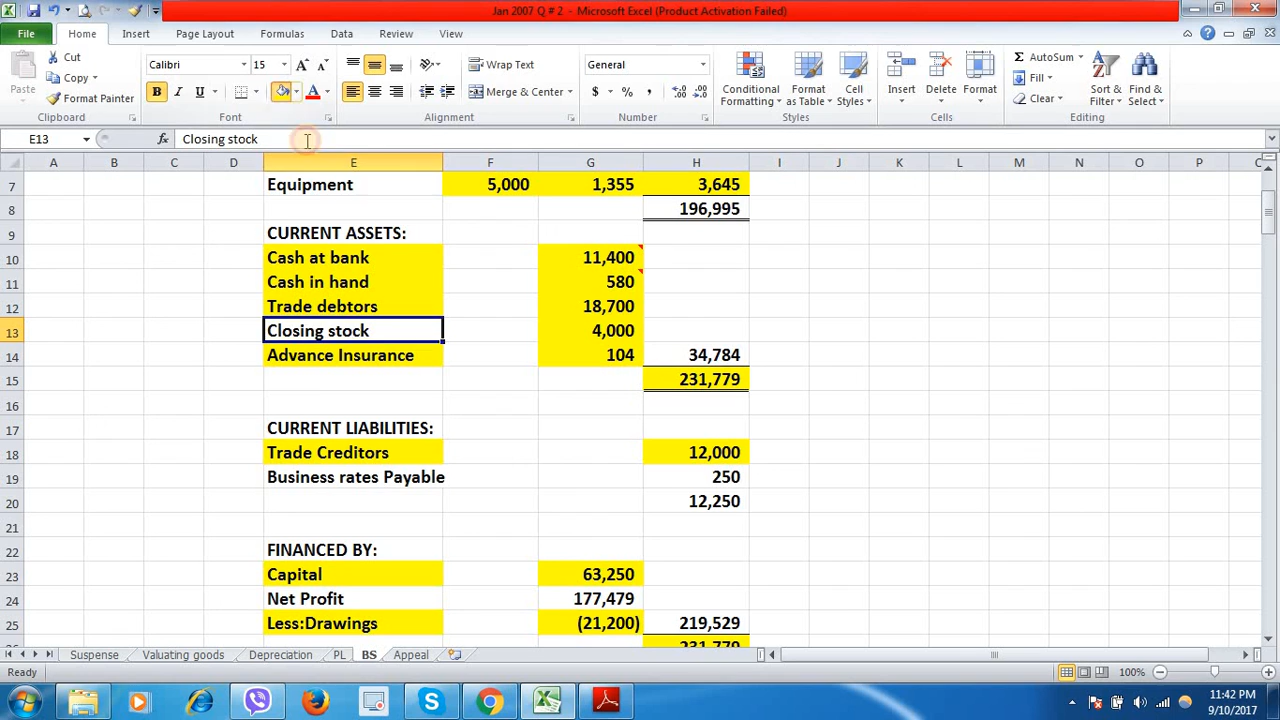 Jan 2007 Q # 2 - Microsoft Excel (Product Activation Failed)
File Home Insert Page Layout Formulas Data Review View
Paste Cut Copy Format Painter Clipboard
Calibri 15 B I U Font
Wrap Text Merge & Center Alignment
General $ % , Number
Conditional Formatting Format as Table Cell Styles Styles
Insert Delete Format Cells
AutoSum Fill Clear Sort & Filter Find & Select Editing
E13 fx Closing stock
A B C D E F G H I J K L M N O P
7 Equipment 5,000 1,355 3,645
8 196,995
9 CURRENT ASSETS:
10 Cash at bank 11,400
11 Cash in hand 580
12 Trade debtors 18,700
13 Closing stock 4,000
14 Advance Insurance 104 34,784
15 231,779
16
17 CURRENT LIABILITIES:
18 Trade Creditors 12,000
19 Business rates Payable 250
20 12,250
21
22 FINANCED BY:
23 Capital 63,250
24 Net Profit 177,479
25 Less:Drawings (21,200) 219,529
231,779
Suspense Valuating goods Depreciation PL BS Appeal
Ready 100%
11:42 PM
9/10/2017